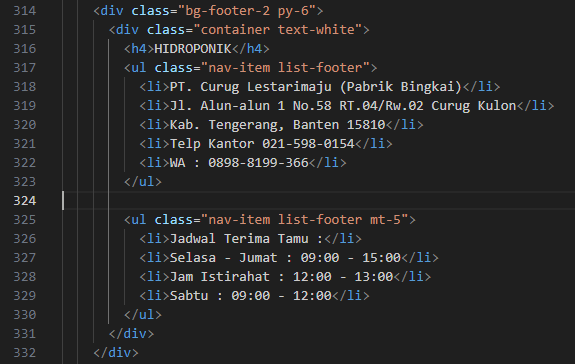 314 <div class="bg-footer-2 py-6">
315 <div class="container text-white">
316 <h4>HIDROPONIK</h4>
317 <ul class="nav-item list-footer">
318 <li>PT. Curug Lestarimaju (Pabrik Bingkai)</li>
319 <li>Jl. Alun-alun 1 No.58 RT.04/Rw.02 Curug Kulon</li>
320 <li>Kab. Tengerang, Banten 15810</li>
321 <li>Telp Kantor 021-598-0154</li>
322 <li>WA : 0898-8199-366</li>
323 </ul>
324
325 <ul class="nav-item list-footer mt-5">
326 <li>Jadwal Terima Tamu :</li>
327 <li>Selasa - Jumat : 09:00 - 15:00</li>
328 <li>Jam Istirahat : 12:00 - 13:00</li>
329 <li>Sabtu : 09:00 - 12:00</li>
330 </ul>
331 </div>
332 </div>